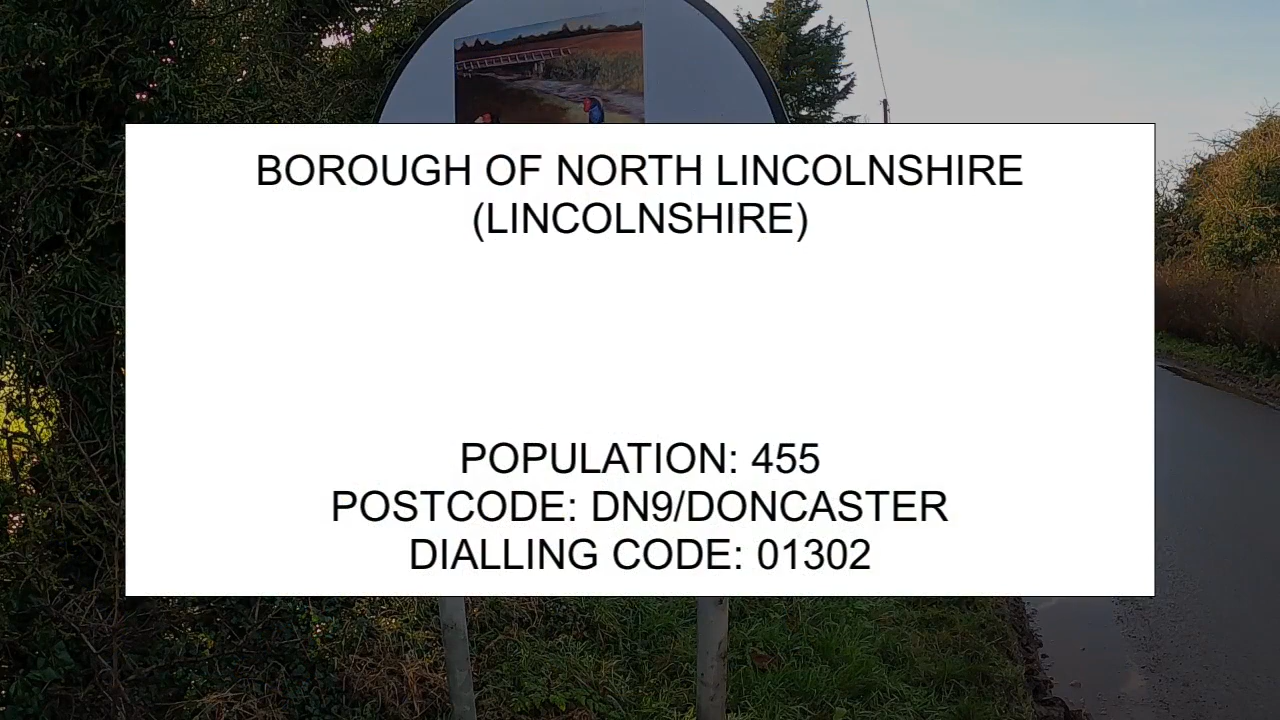 BOROUGH OF NORTH LINCOLNSHIRE
(LINCOLNSHIRE)
POPULATION: 455
POSTCODE: DN9/DONCASTER
DIALLING CODE: 01302